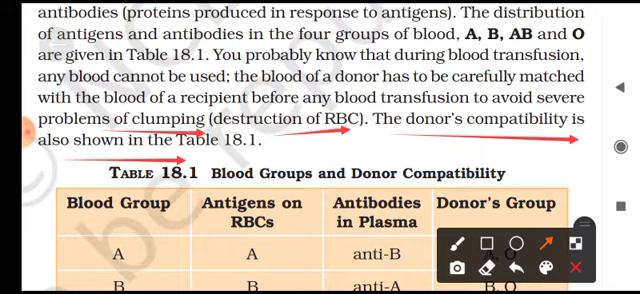 antibodies (proteins produced in response to antigens). The distribution
of antigens and antibodies in the four groups of blood, A, B, AB and O
are given in Table 18.1. You probably know that during blood transfusion,
any blood cannot be used; the blood of a donor has to be carefully matched
with the blood of a recipient before any blood transfusion to avoid severe
problems of clumping (destruction of RBC). The donor's compatibility is
also shown in the Table 18.1.
TABLE 18.1 Blood Groups and Donor Compatibility
Blood Group Antigens on RBCs Antibodies in Plasma Donor's Group
A A anti-B A, O
B B anti-A B, O